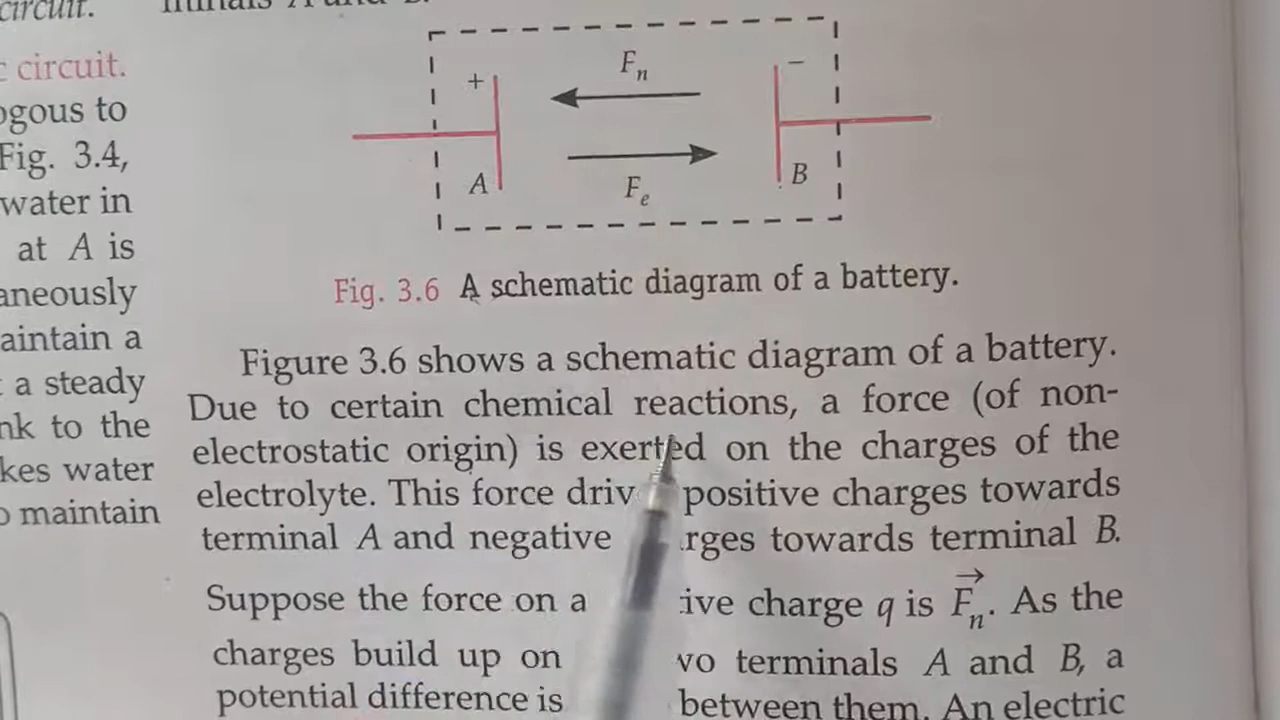 circuit.
circuit.
ogous to
Fig. 3.4,
water in
at A is
aneously
aintain a
a steady
nk to the
kes water
o maintain
+ Fn −
A Fe B
Fig. 3.6 A schematic diagram of a battery.
Figure 3.6 shows a schematic diagram of a battery.
Due to certain chemical reactions, a force (of non-
electrostatic origin) is exerted on the charges of the
electrolyte. This force driv positive charges towards
terminal A and negative rges towards terminal B.
Suppose the force on a ive charge q is F⃗n. As the
charges build up on vo terminals A and B, a
potential difference is between them. An electric